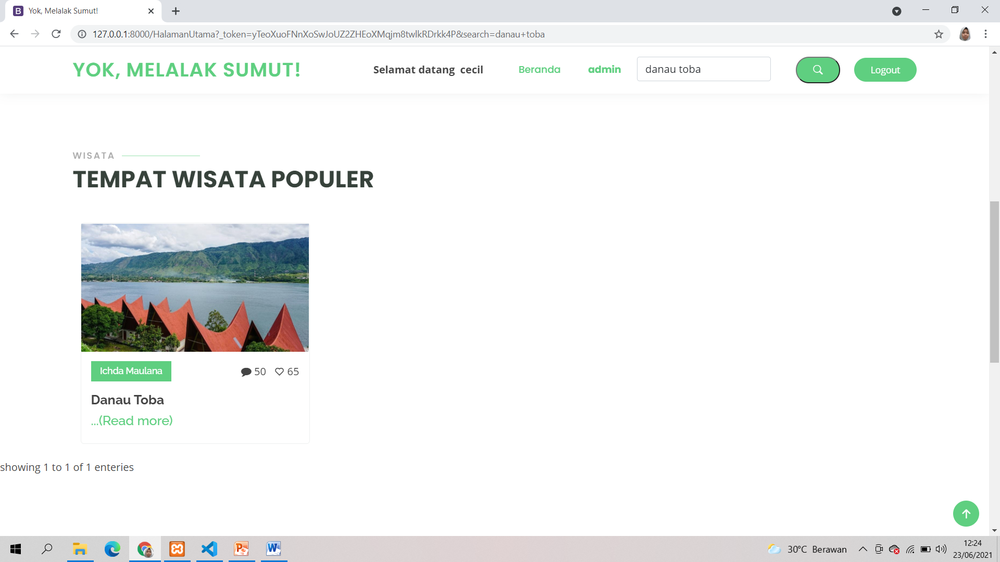 Yok, Melalak Sumut!
127.0.0.1:8000/HalamanUtama?_token=yTeoXuoFNnXoSwJoUZ2ZHEoXMqjm8twlkRDrkk4P&search=danau+toba
YOK, MELALAK SUMUT!
Selamat datang cecil
Beranda
admin
danau toba
Logout
WISATA
TEMPAT WISATA POPULER
Ichda Maulana
50
65
Danau Toba
...(Read more)
showing 1 to 1 of 1 enteries
30°C Berawan
12:24
23/06/2021